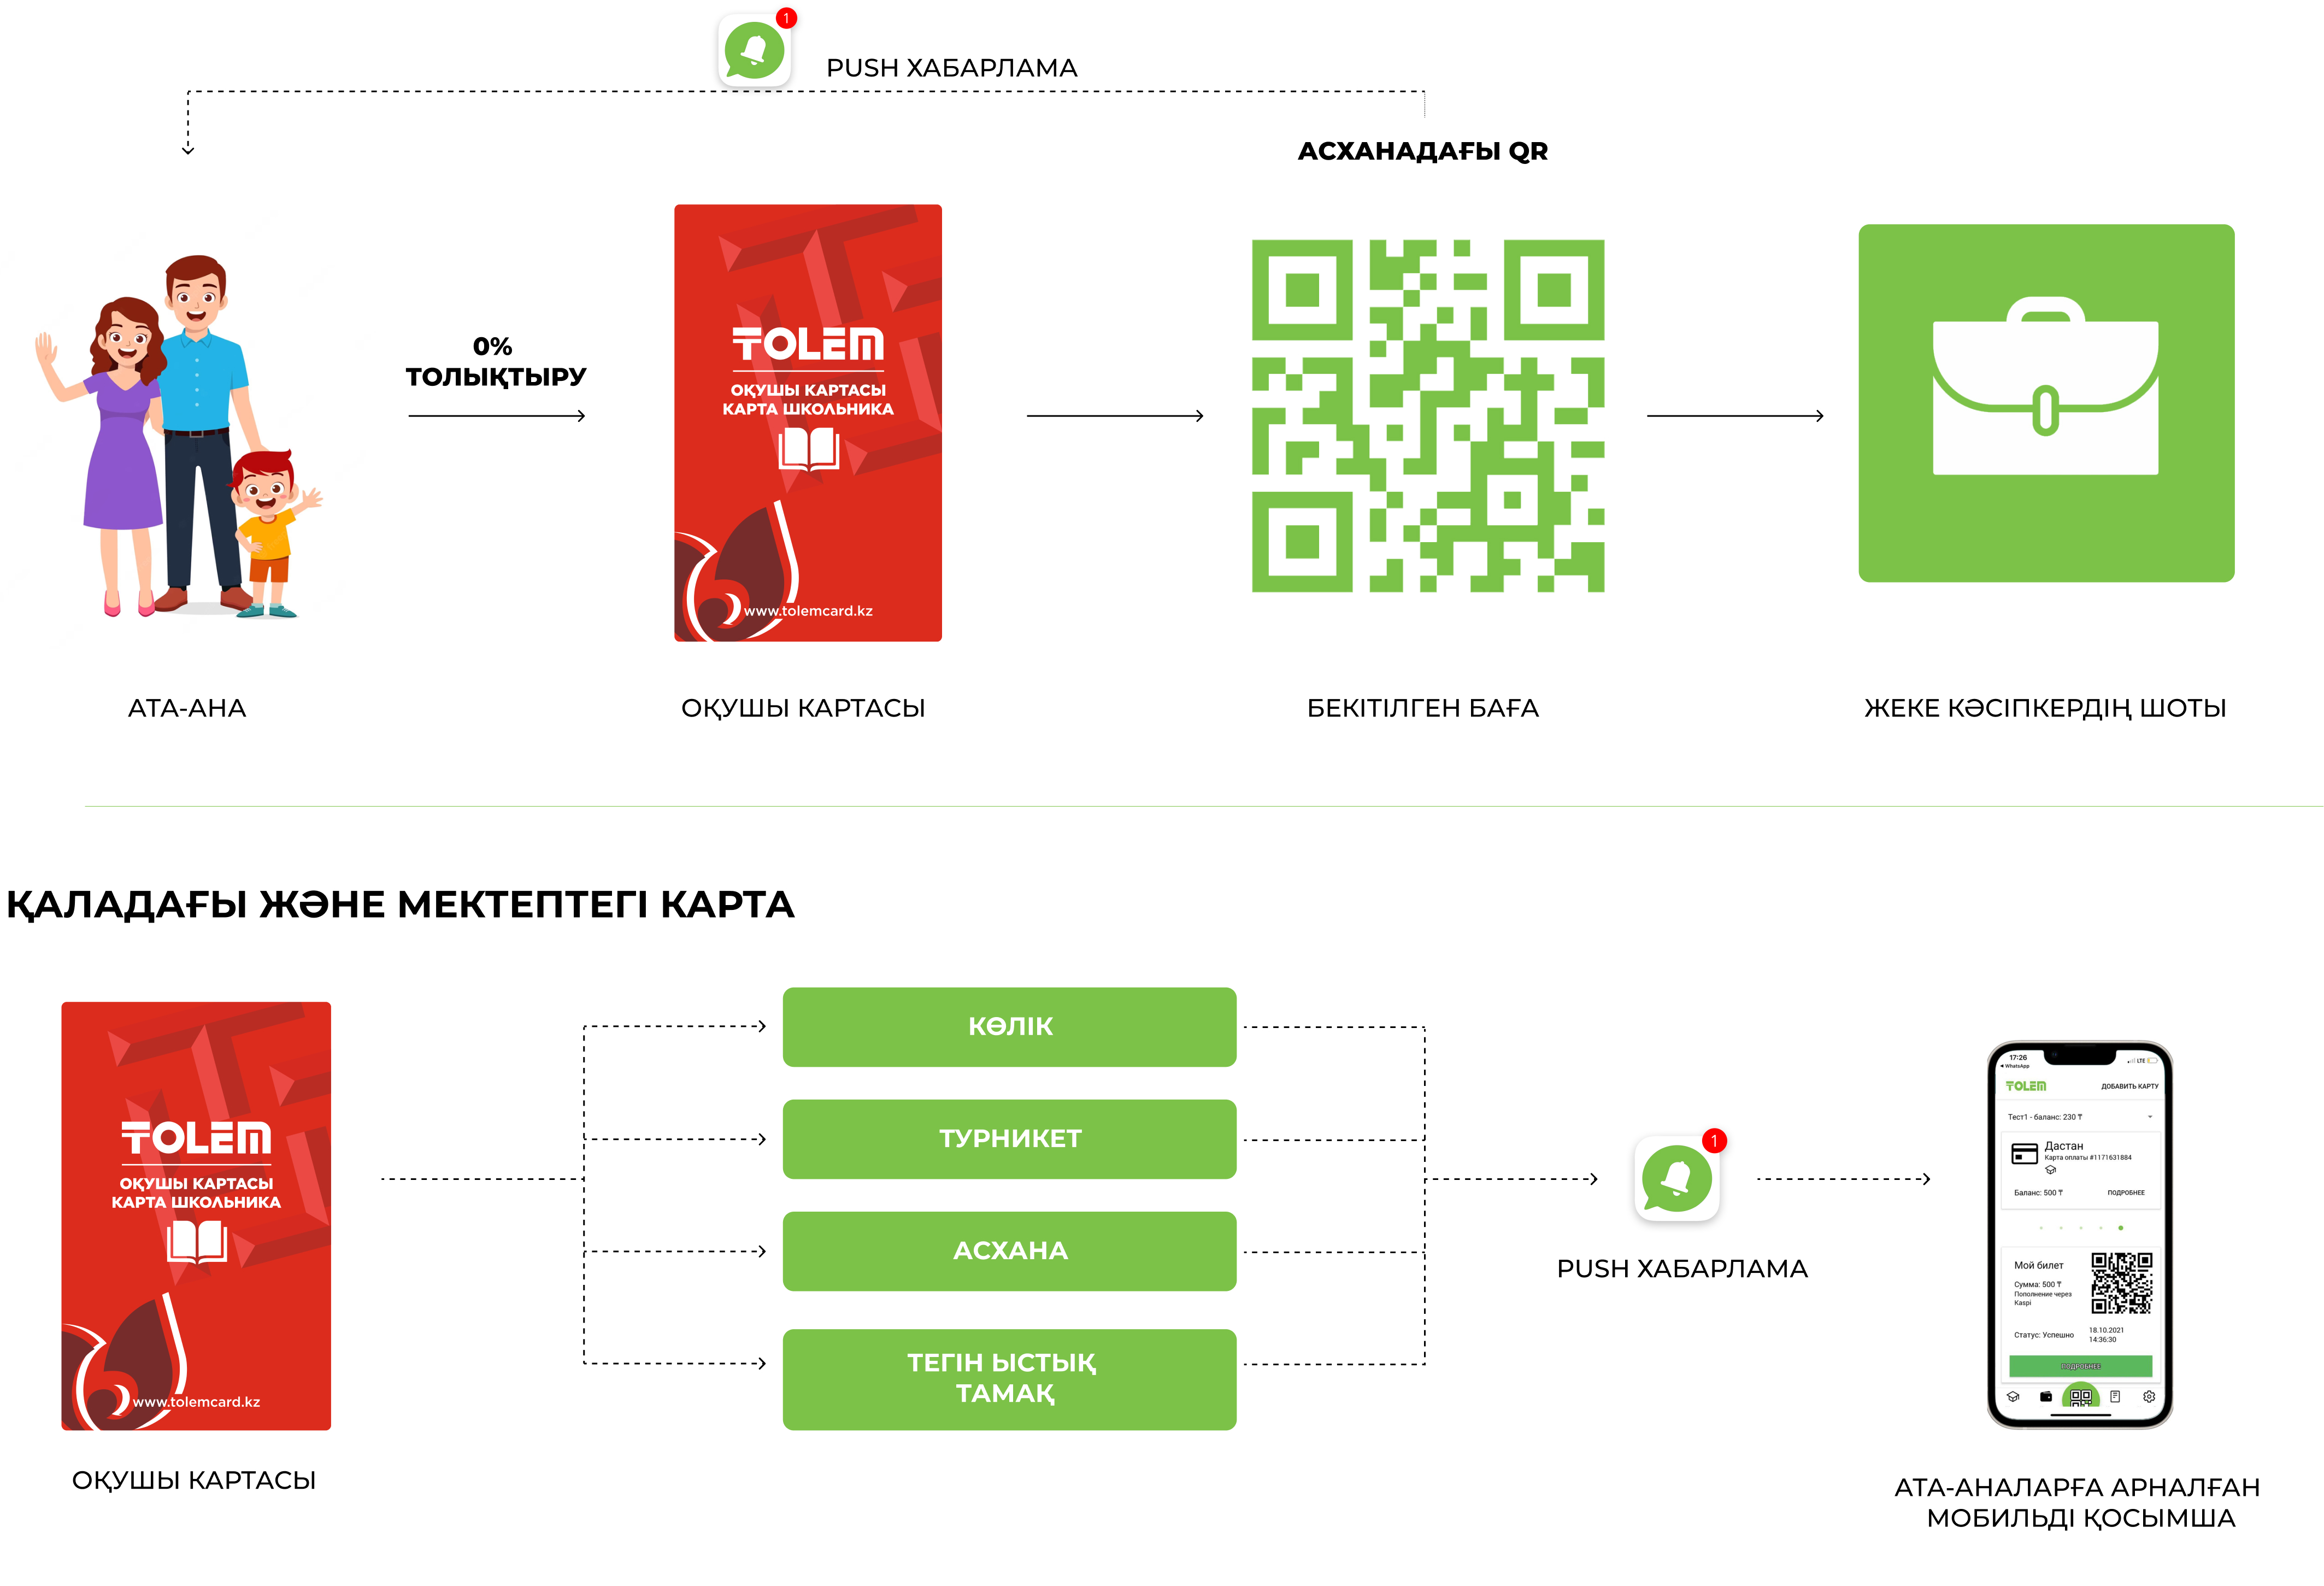 1
PUSH ХАБАРЛАМА
АСХАНАДАҒЫ QR
0%
ТОЛЫҚТЫРУ
TOLEM
ОҚУШЫ КАРТАСЫ
КАРТА ШКОЛЬНИКА
www.tolemcard.kz
АТА-АНА
ОҚУШЫ КАРТАСЫ
БЕКІТІЛГЕН БАҒА
ЖЕКЕ КӘСІПКЕРДІҢ ШОТЫ
ҚАЛАДАҒЫ ЖӘНЕ МЕКТЕПТЕГІ КАРТА
TOLEM
ОҚУШЫ КАРТАСЫ
КАРТА ШКОЛЬНИКА
www.tolemcard.kz
ОҚУШЫ КАРТАСЫ
КӨЛІК
ТУРНИКЕТ
АСХАНА
ТЕГІН ЫСТЫҚ
ТАМАҚ
1
PUSH ХАБАРЛАМА
17:26
LTE
WhatsApp
TOLEM
ДОБАВИТЬ КАРТУ
Тест1 - баланс: 230 ₸
Дастан
Карта оплаты #1171631884
Баланс: 500 ₸
ПОДРОБНЕЕ
Мой билет
Сумма: 500 ₸
Пополнение через
Kaspi
Статус: Успешно
18.10.2021
14:36:30
ПОДРОБНЕЕ
АТА-АНАЛАРҒА АРНАЛҒАН
МОБИЛЬДІ ҚОСЫМША